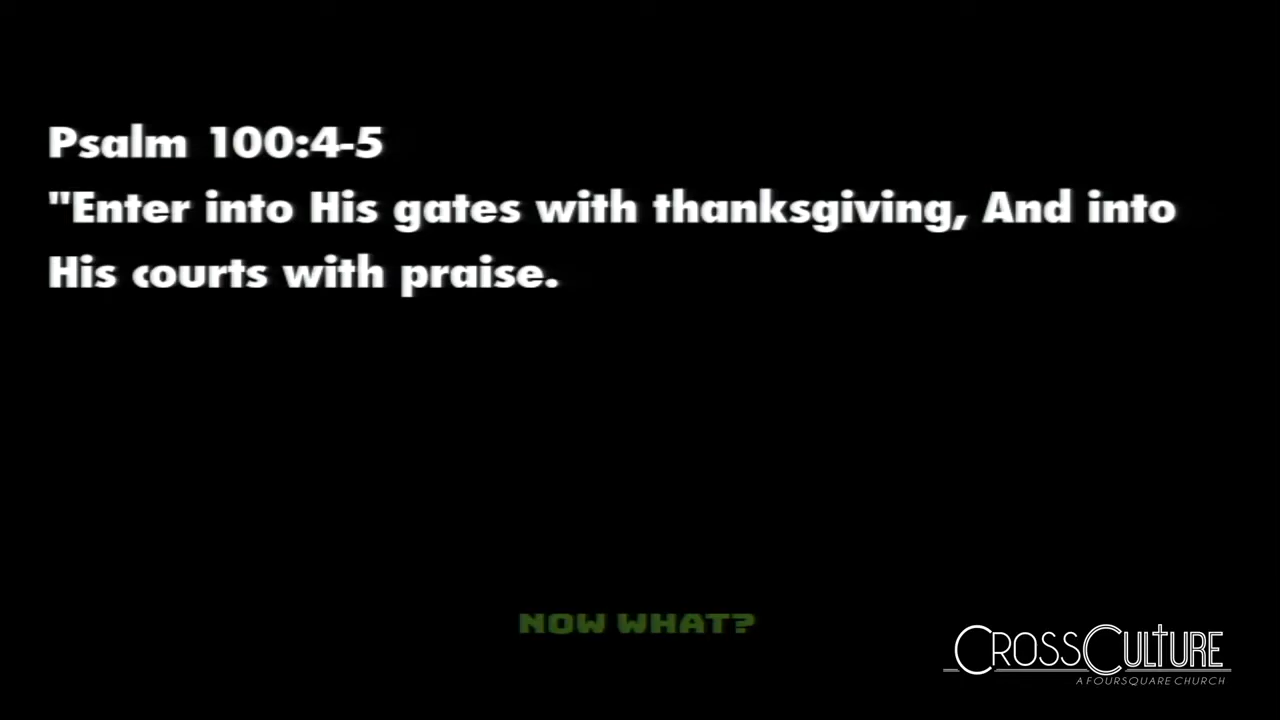 Psalm 100:4-5
"Enter into His gates with thanksgiving, And into
His courts with praise.
NOW WHAT?
CROSSCULTURE
A FOURSQUARE CHURCH